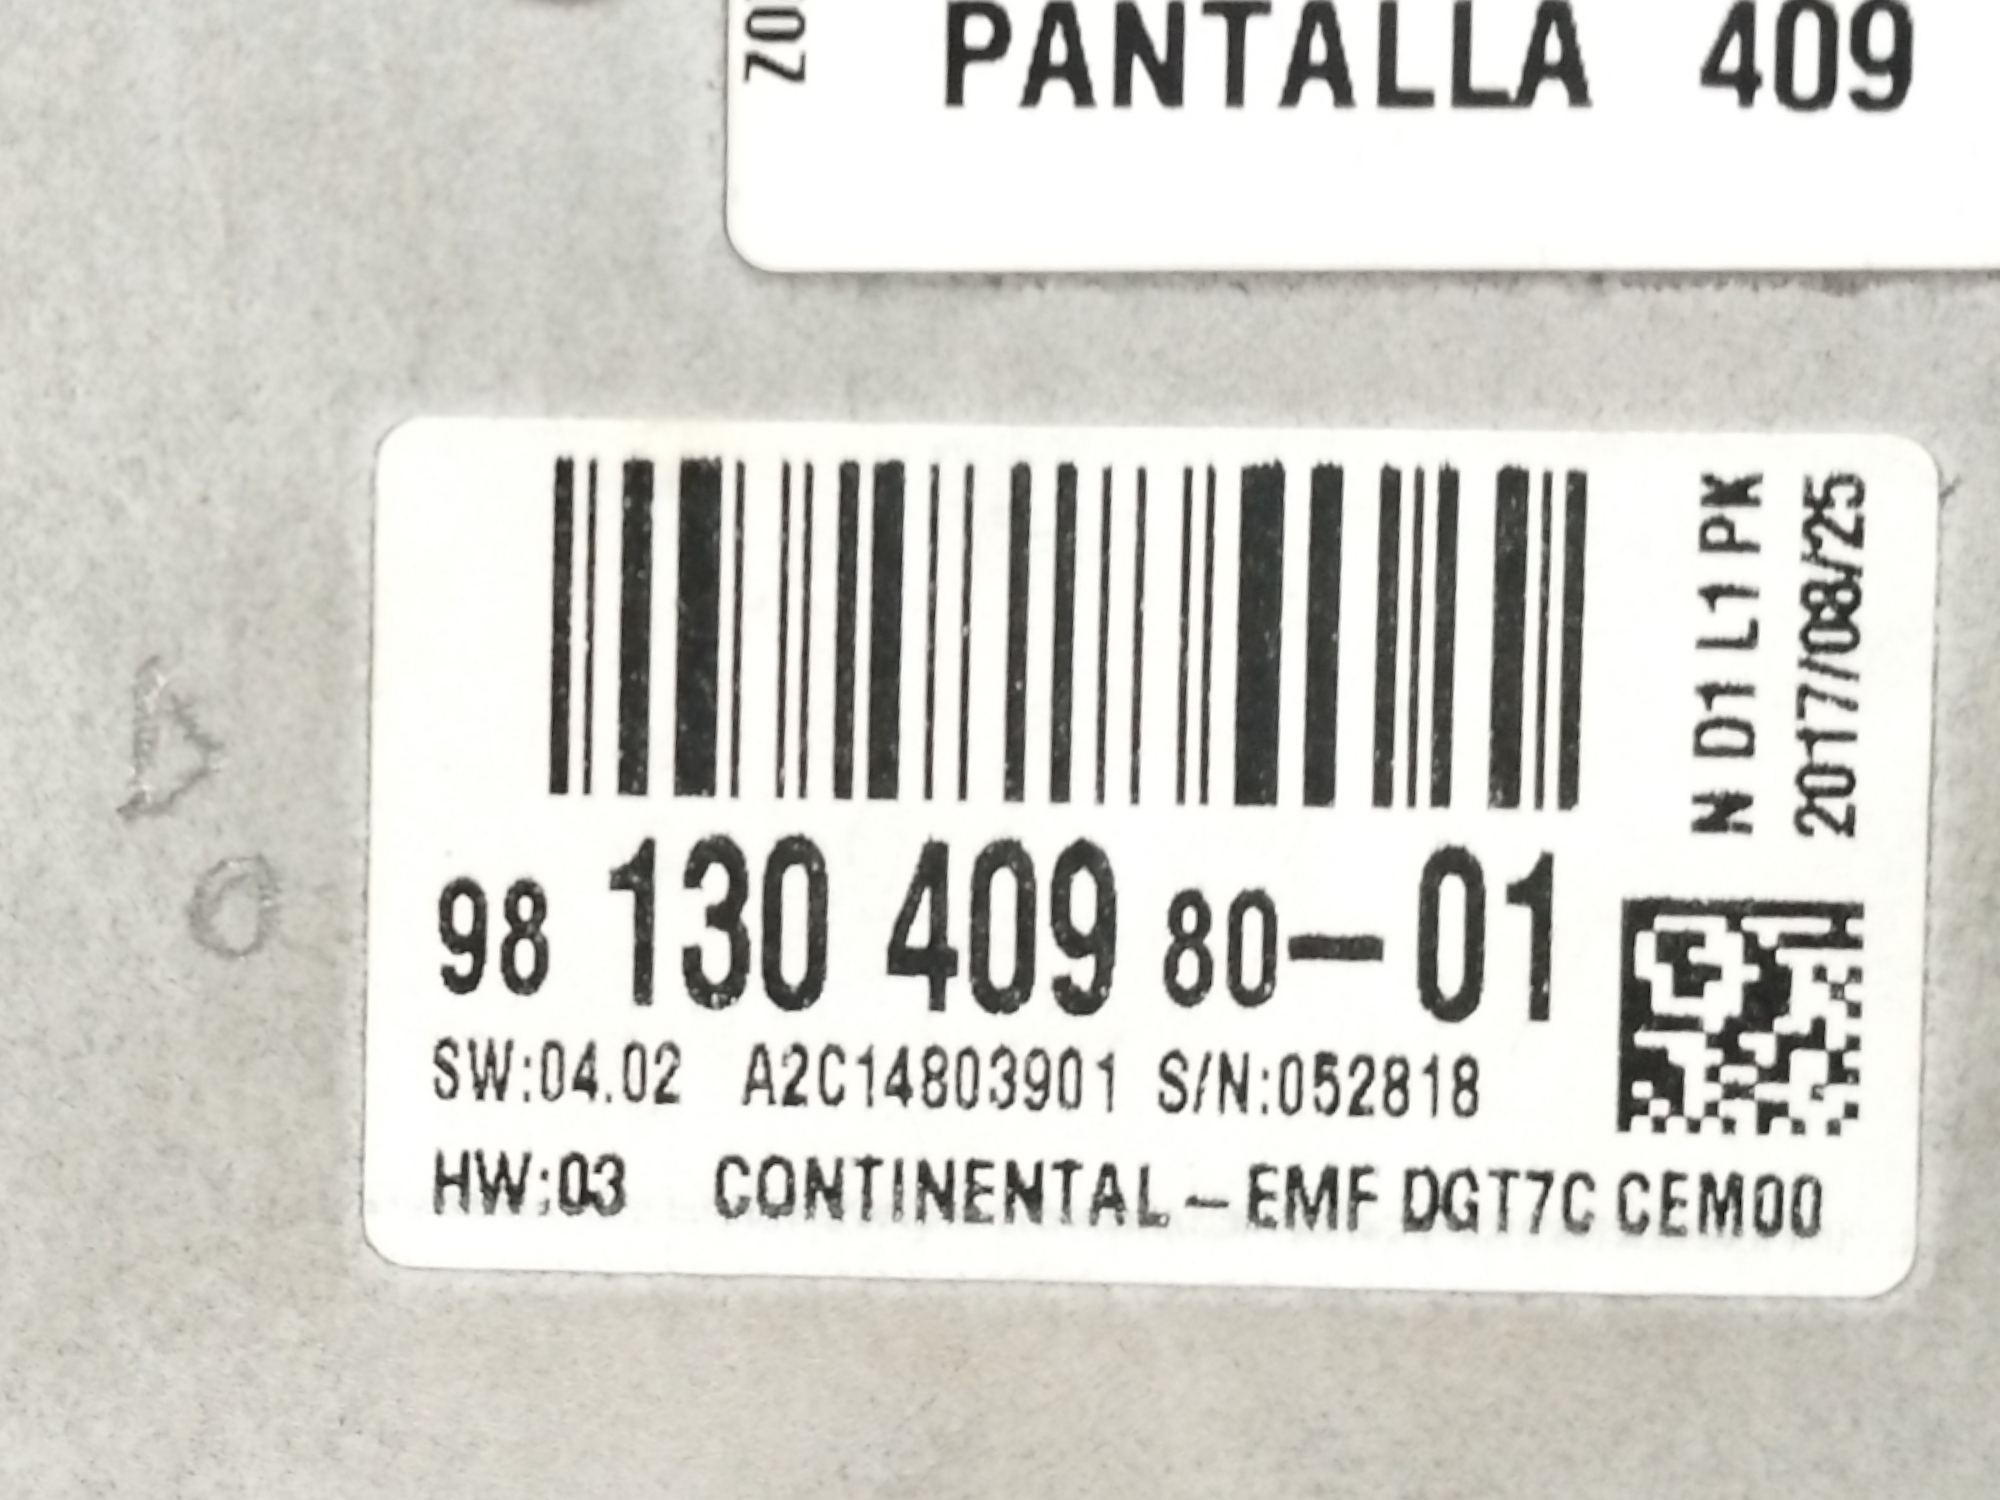 PANTALLA 409
N D1 L1 PK
2017/08/25
98 130 409 80-01
SW:04.02 A2C14803901 S/N:052818
HW:03 CONTINENTAL-EMF DGT7C CEM00